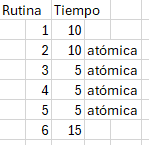 Rutina Tiempo
1 10
2 10 atómica
3 5 atómica
4 5 atómica
5 5 atómica
6 15